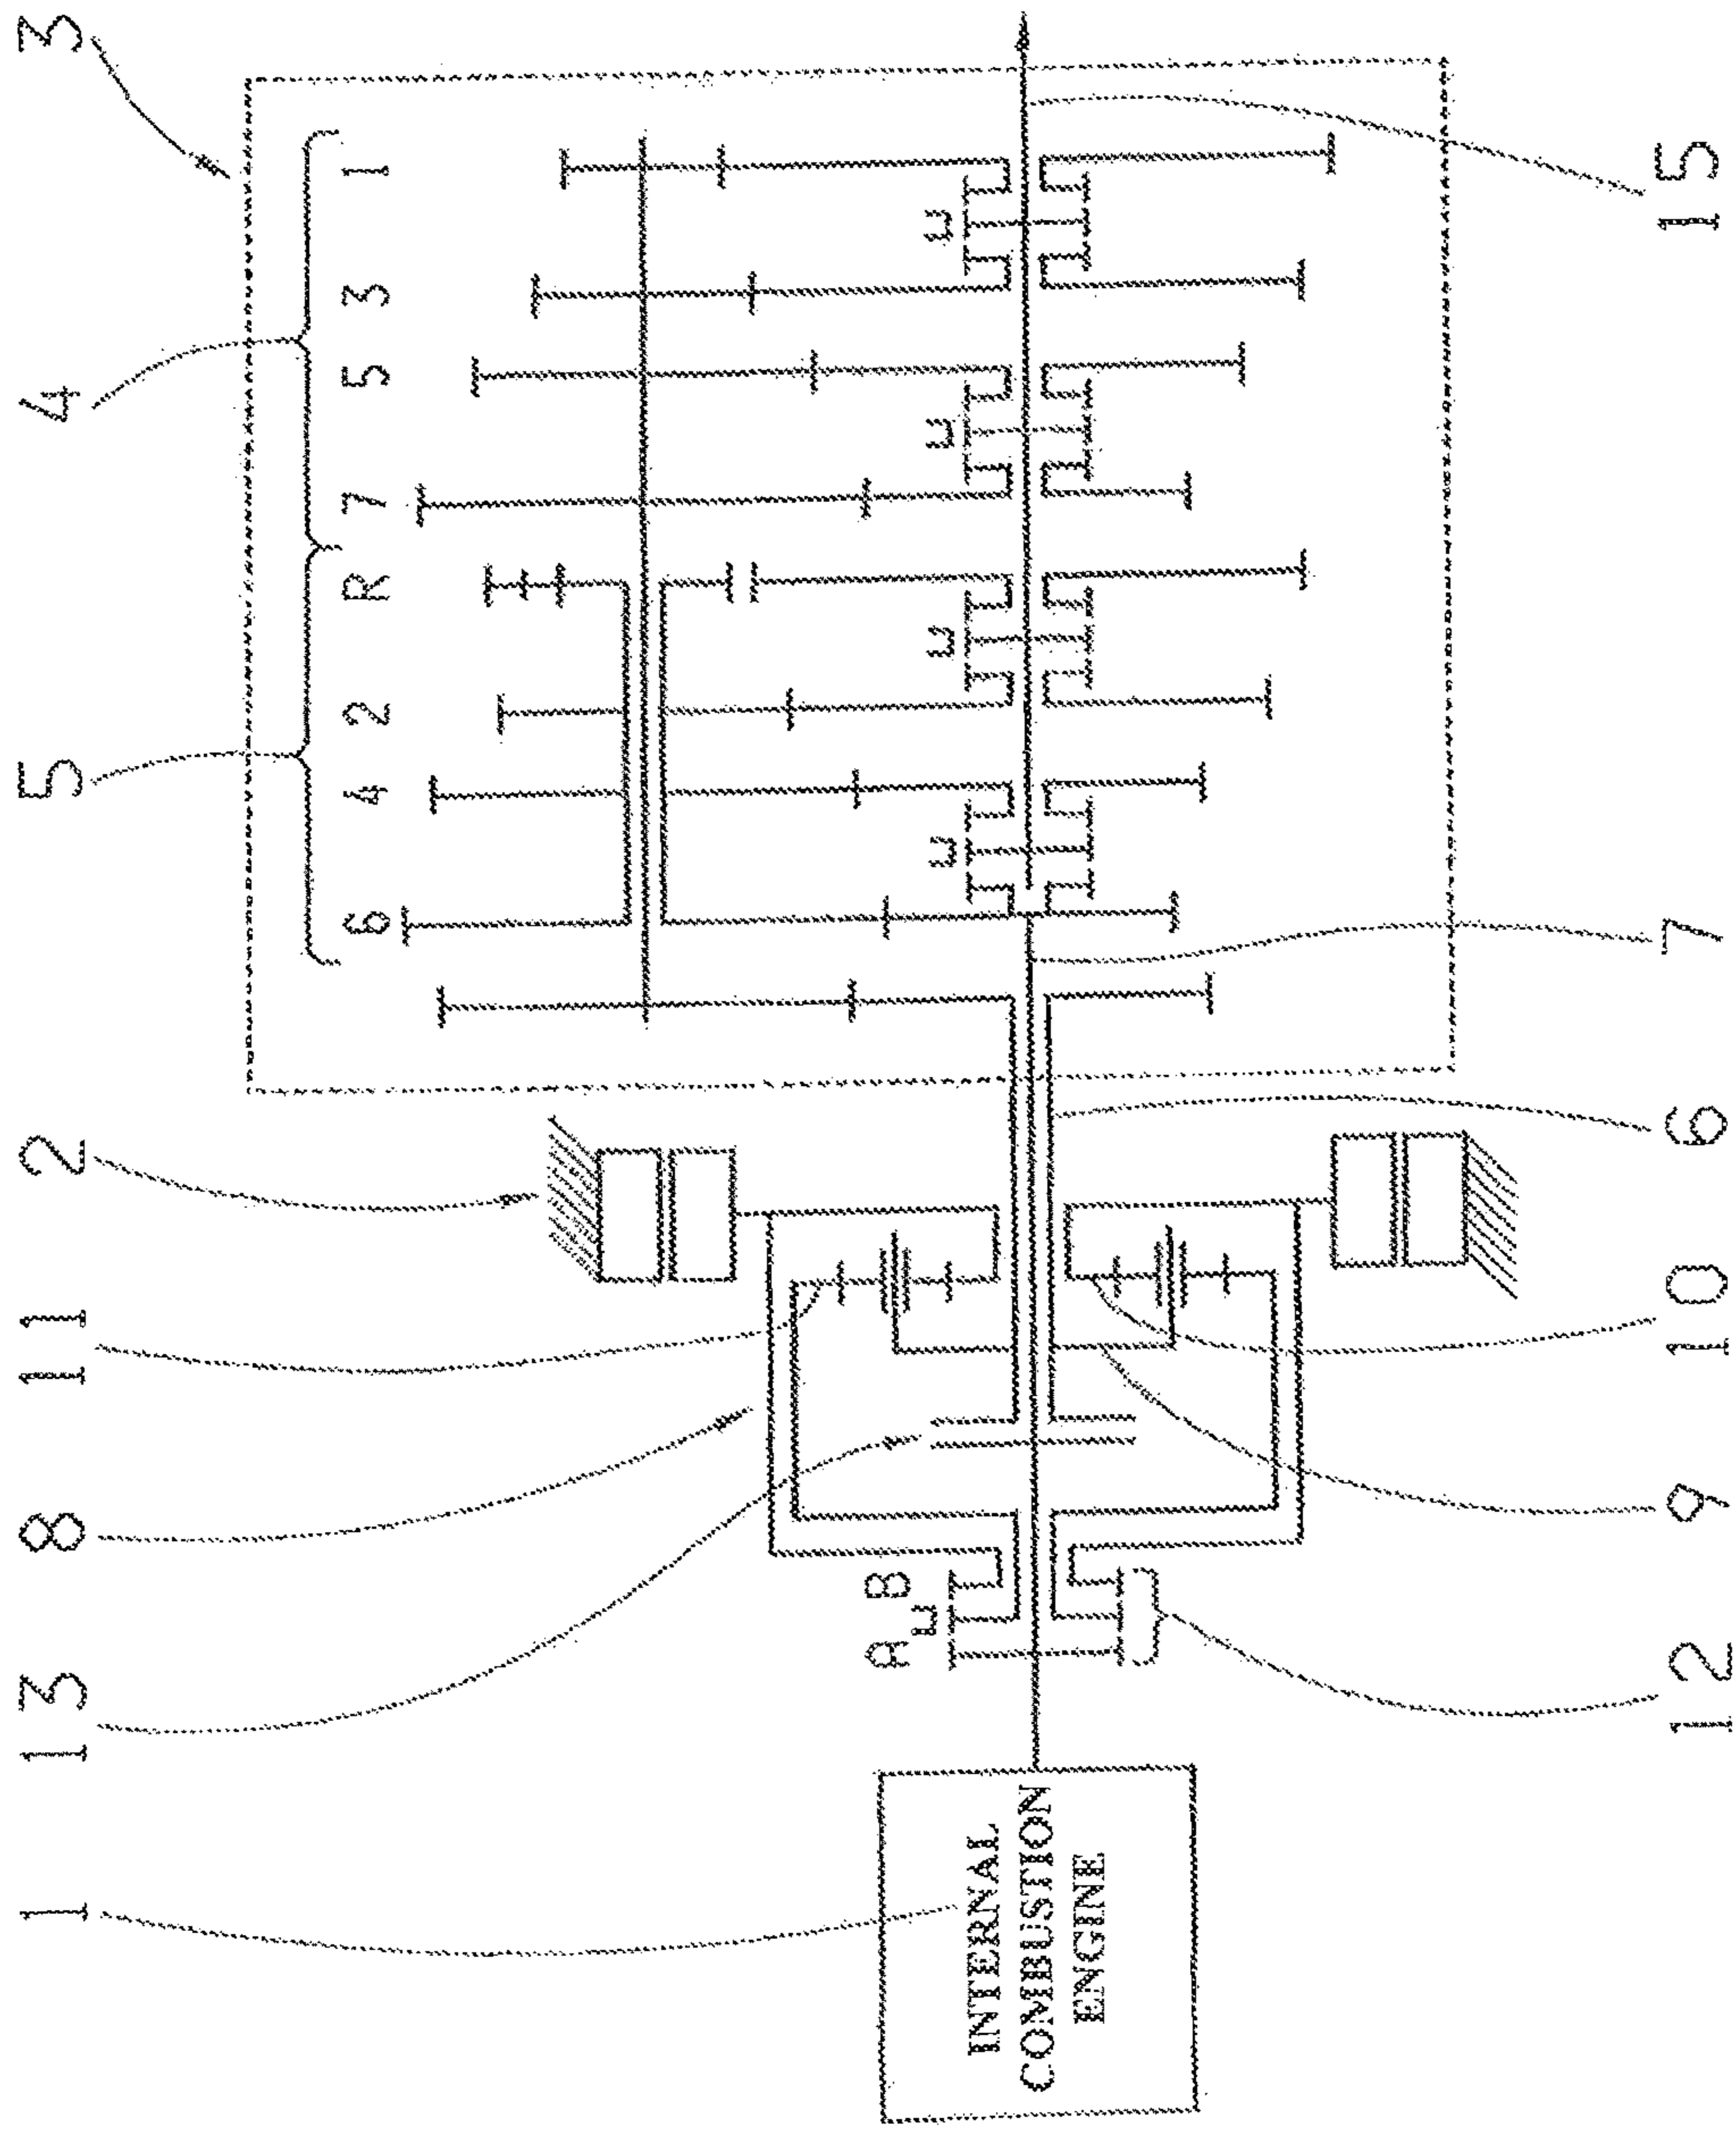 1 13 8 11 2 5 4 3
6 4 2 R 7 5 3 1
A n B
n n n n
INTERNAL
COMBUSTION
ENGINE
12 9 10 6 7 15